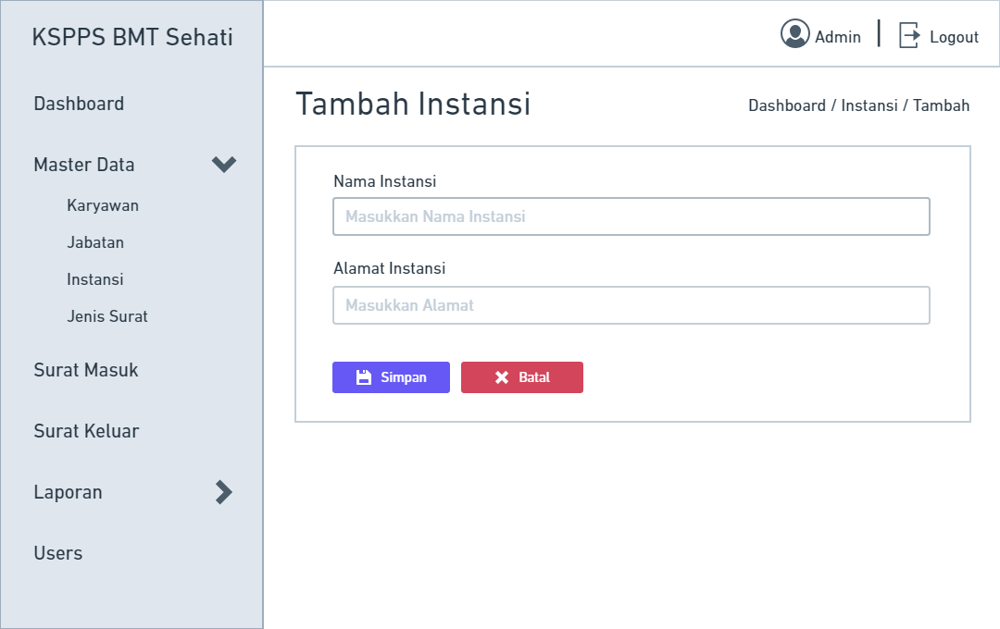 KSPPS BMT Sehati
Admin
Logout
Dashboard
Master Data
Karyawan
Jabatan
Instansi
Jenis Surat
Surat Masuk
Surat Keluar
Laporan
Users
Tambah Instansi
Dashboard / Instansi / Tambah
Nama Instansi
Masukkan Nama Instansi
Alamat Instansi
Masukkan Alamat
Simpan
Batal